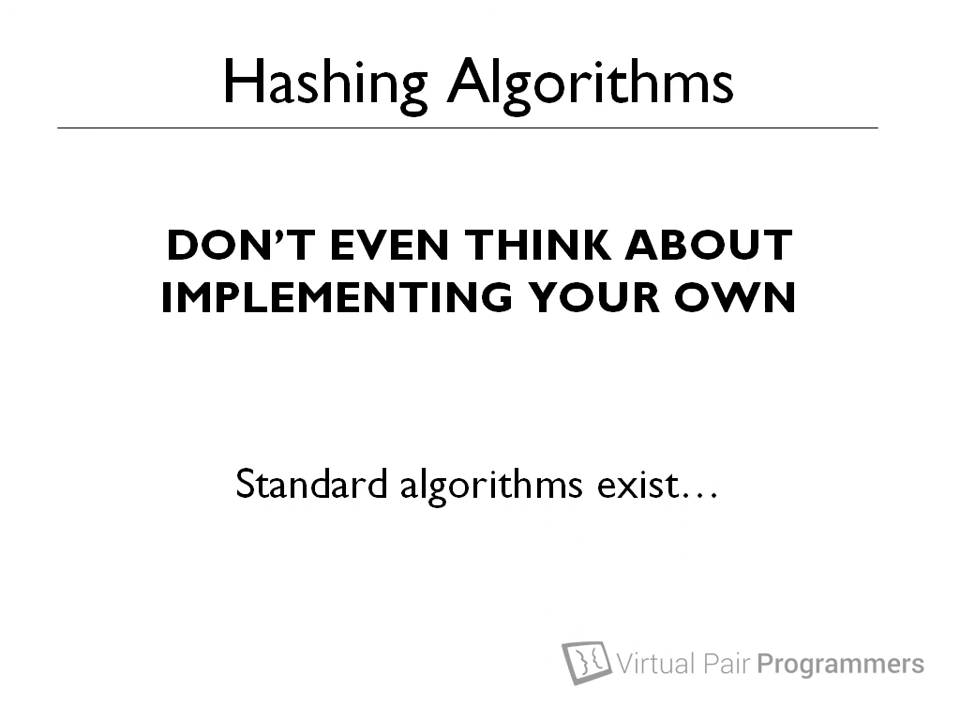 Hashing Algorithms
DON'T EVEN THINK ABOUT
IMPLEMENTING YOUR OWN
Standard algorithms exist…
Virtual Pair Programmers